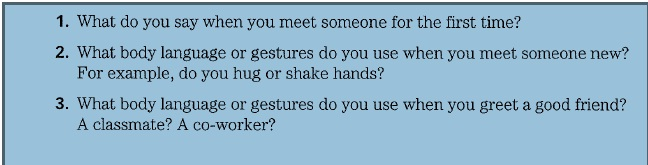 1. What do you say when you meet someone for the first time?
2. What body language or gestures do you use when you meet someone new?
For example, do you hug or shake hands?
3. What body language or gestures do you use when you greet a good friend?
A classmate? A co-worker?